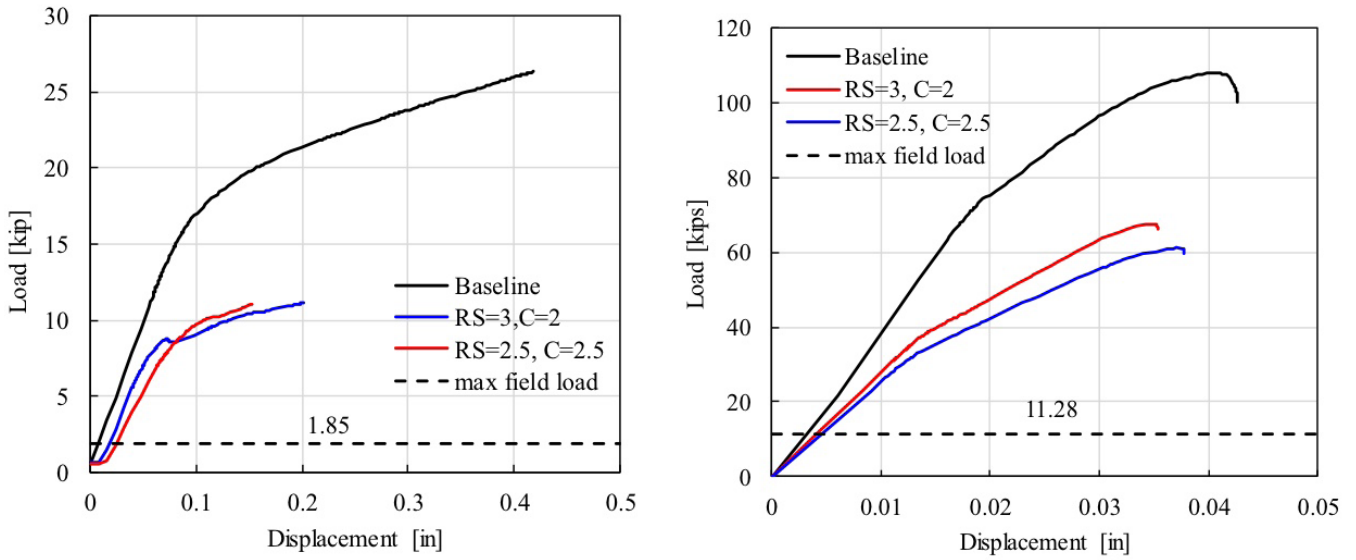 30
25
20
15
10
5
0
Load [kip]
Baseline
RS=3,C=2
RS=2.5, C=2.5
max field load
1.85
0
0.1
0.2
0.3
0.4
0.5
Displacement [in]
120
100
80
60
40
20
0
Load [kips]
Baseline
RS=3, C=2
RS=2.5, C=2.5
max field load
11.28
0
0.01
0.02
0.03
0.04
0.05
Displacement [in]